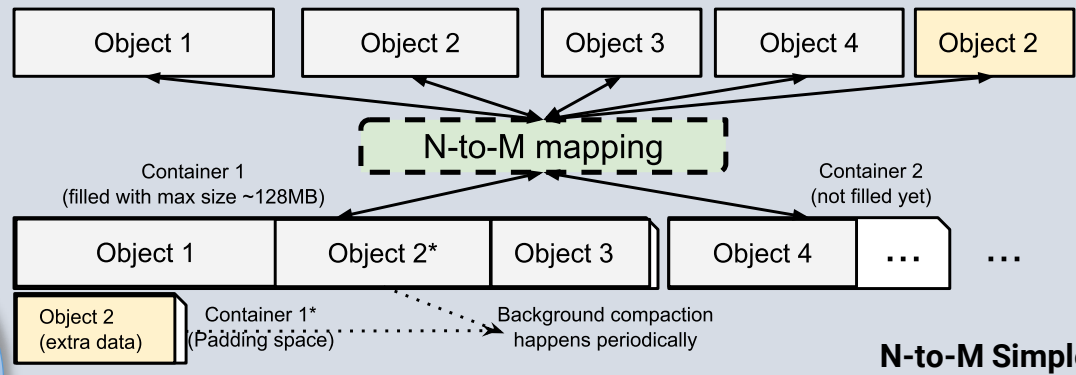 Object 1
Object 2
Object 3
Object 4
Object 2
N-to-M mapping
Container 1
(filled with max size ~128MB)
Container 2
(not filled yet)
Object 1
Object 2*
Object 3
Object 4
...
...
Object 2
(extra data)
Container 1*
(Padding space)
Background compaction
happens periodically
N-to-M Simpl